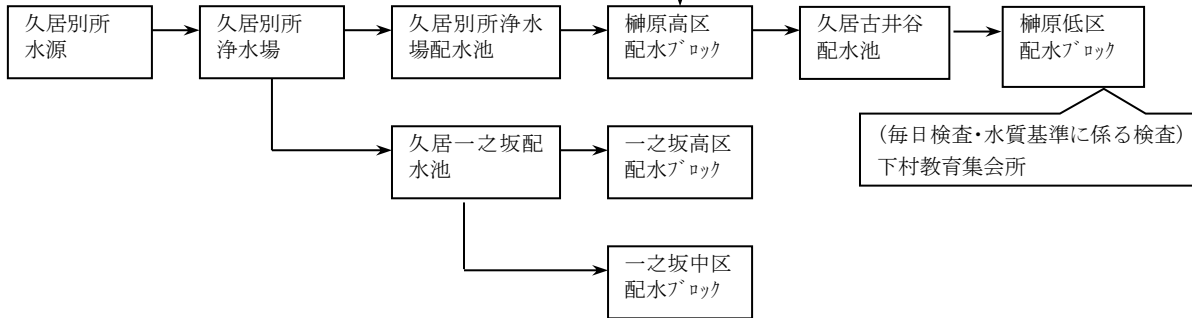 久居別所
水源
久居別所
浄水場
久居別所浄水
場配水池
榊原高区
配水ﾌﾞﾛｯｸ
久居古井谷
配水池
榊原低区
配水ﾌﾞﾛｯｸ
(毎日検査・水質基準に係る検査)
下村教育集会所
久居一之坂配
水池
一之坂高区
配水ﾌﾞﾛｯｸ
一之坂中区
配水ﾌﾞﾛｯｸ